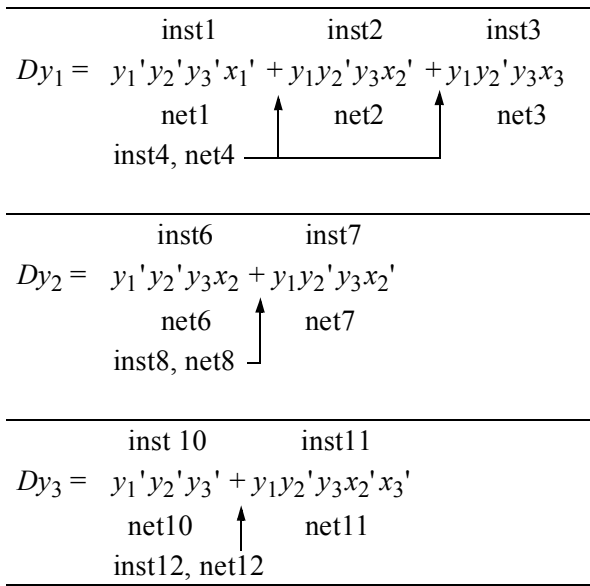 inst1 inst2 inst3
Dy₁ = y₁'y₂'y₃'x₁' + y₁y₂'y₃x₂' + y₁y₂'y₃x₃
net1 net2 net3
inst4, net4
inst6 inst7
Dy₂ = y₁'y₂'y₃x₂ + y₁y₂'y₃x₂'
net6 net7
inst8, net8
inst 10 inst11
Dy₃ = y₁'y₂'y₃' + y₁y₂'y₃x₂'x₃'
net10 net11
inst12, net12